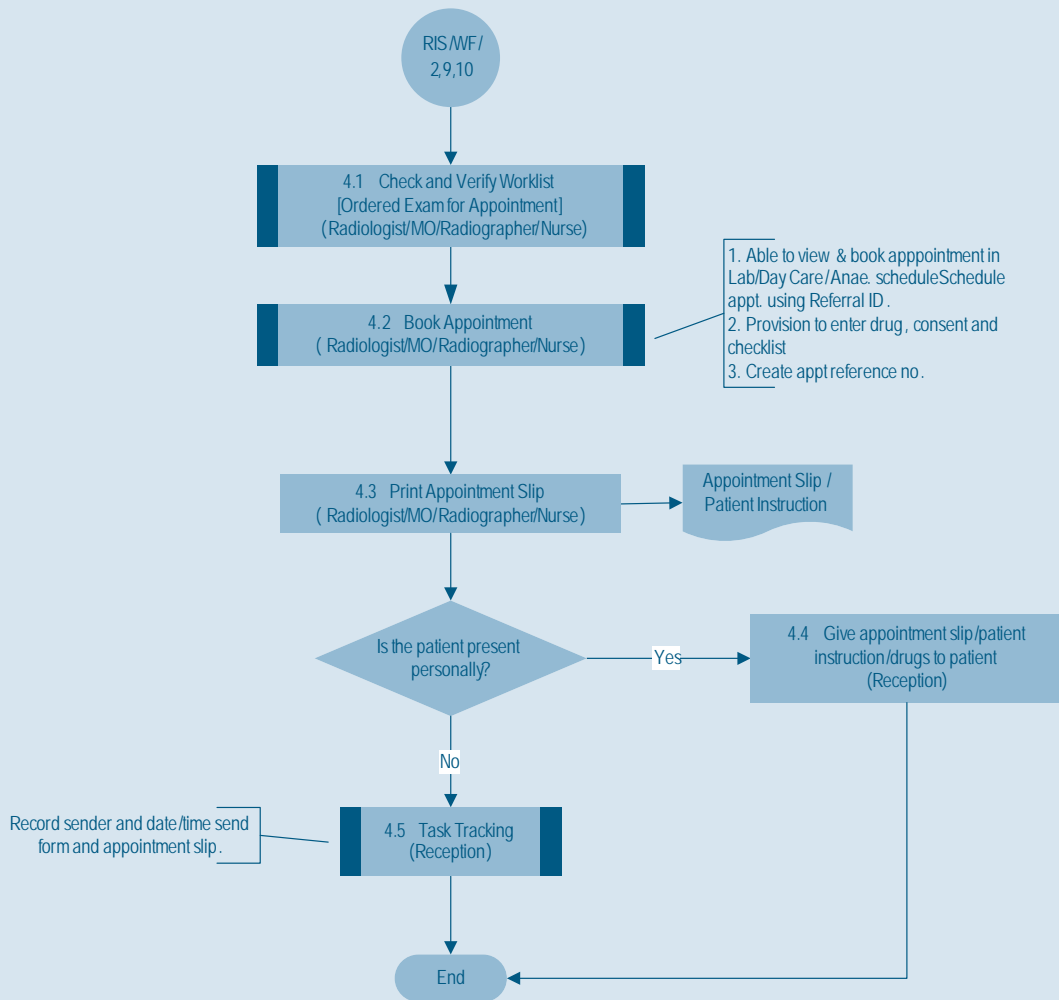 RIS/WF/
2,9,10
4.1 Check and Verify Worklist
[Ordered Exam for Appointment]
(Radiologist/MO/Radiographer/Nurse)
1. Able to view & book apppointment in
Lab/Day Care/Anae. scheduleSchedule
appt. using Referral ID.
2. Provision to enter drug, consent and
checklist
3. Create appt reference no.
4.2 Book Appointment
(Radiologist/MO/Radiographer/Nurse)
4.3 Print Appointment Slip
(Radiologist/MO/Radiographer/Nurse)
Appointment Slip /
Patient Instruction
Is the patient present
personally?
Yes
4.4 Give appointment slip/patient
instruction/drugs to patient
(Reception)
No
Record sender and date/time send
form and appointment slip.
4.5 Task Tracking
(Reception)
End